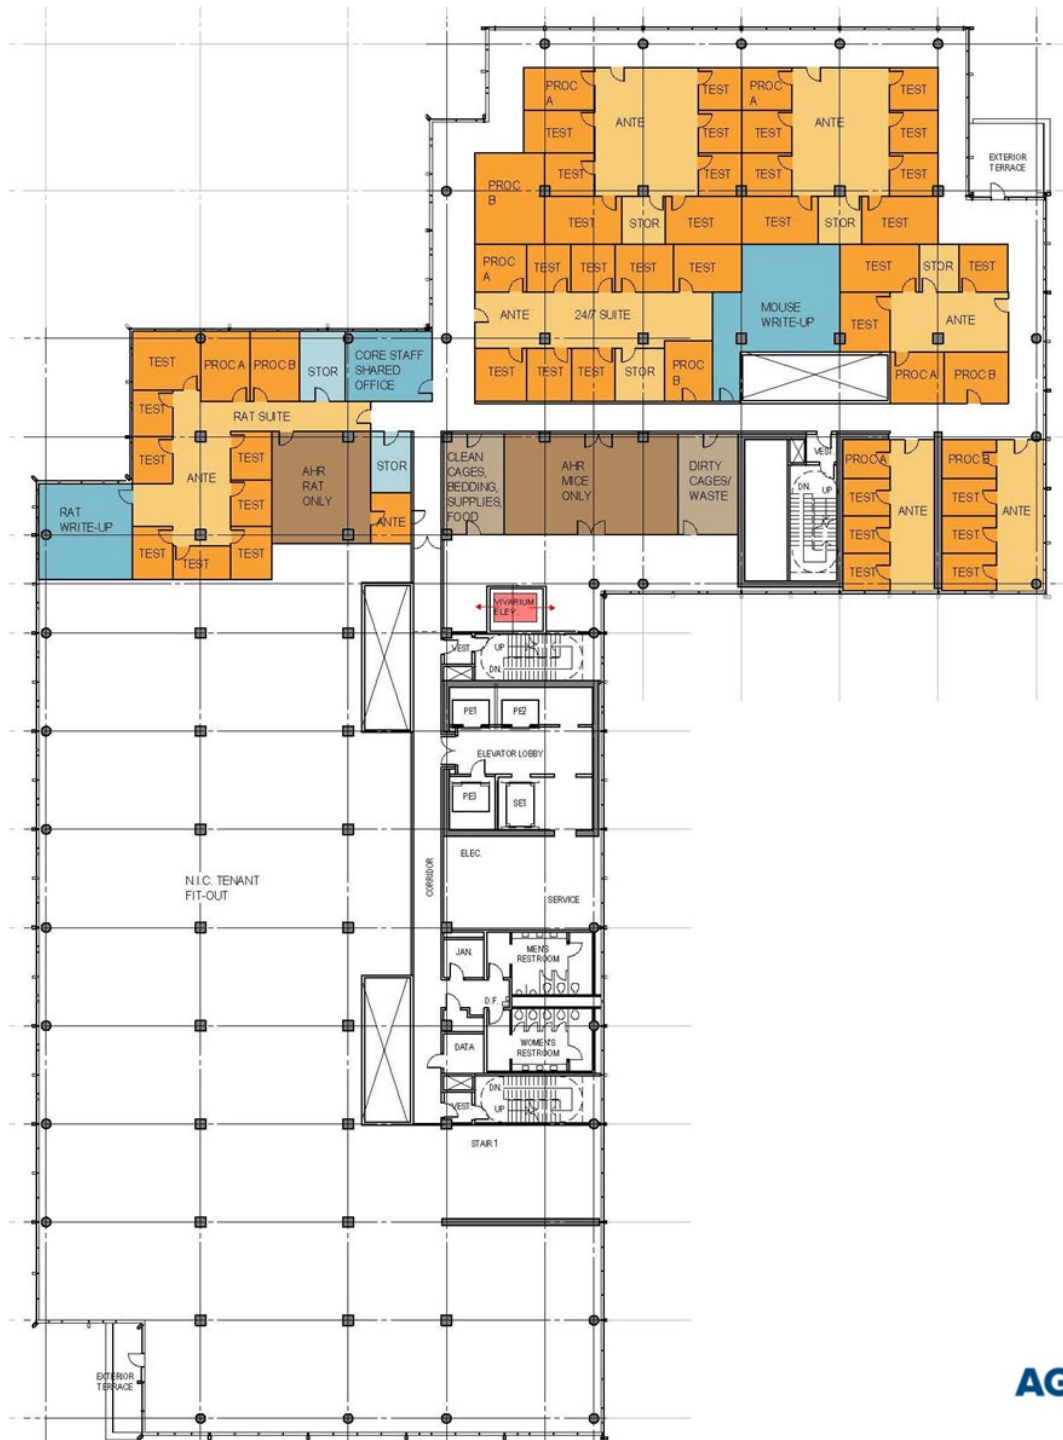 PROC
A
TEST
PROC
A
TEST
ANTE
ANTE
TEST
TEST
TEST
TEST
TEST
TEST
TEST
TEST
EXTERIOR
TERRACE
PROC
B
TEST
STOR
TEST
TEST
STOR
TEST
PROC
A
TEST
TEST
TEST
TEST
TEST
STOR
TEST
ANTE
24/7 SUITE
MOUSE
WRITE-UP
TEST
ANTE
TEST
TEST
TEST
STOR
PROC
B
PROC A
PROC B
TEST
PROC A
PROC B
STOR
CORE STAFF
SHARED
OFFICE
TEST
RAT SUITE
TEST
TEST
ANTE
AHR
RAT
ONLY
STOR
CLEAN
CAGES,
BEDDING,
SUPPLIES,
FOOD
AHR
MICE
ONLY
DIRTY
CAGES/
WASTE
VEST.
DN.
UP
PROC A
PROC B
TEST
TEST
ANTE
ANTE
TEST
TEST
TEST
TEST
RAT
WRITE-UP
TEST
ANTE
TEST
TEST
TEST
VIVARIUM
ELEV.
VEST.
UP
DN.
PE1
PE2
ELEVATOR LOBBY
PE3
SE1
ELEC.
CORRIDOR
N.I.C. TENANT
FIT-OUT
SERVICE
JAN.
MEN'S
RESTROOM
D.F.
DATA
WOMEN'S
RESTROOM
DN.
VEST.
UP
STAIR 1
EXTERIOR
TERRACE